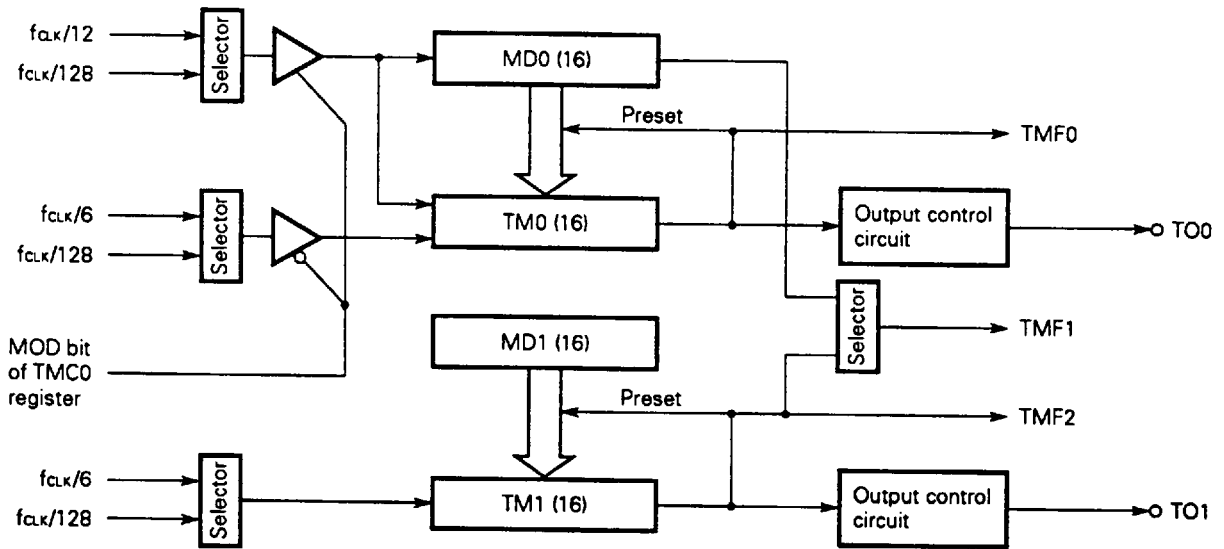 fCLK/12
fCLK/128
Selector
MD0 (16)
Preset
TMF0
fCLK/6
fCLK/128
Selector
TM0 (16)
Output control
circuit
TO0
MOD bit
of TMC0
register
MD1 (16)
Selector
TMF1
Preset
TMF2
fCLK/6
fCLK/128
Selector
TM1 (16)
Output control
circuit
TO1